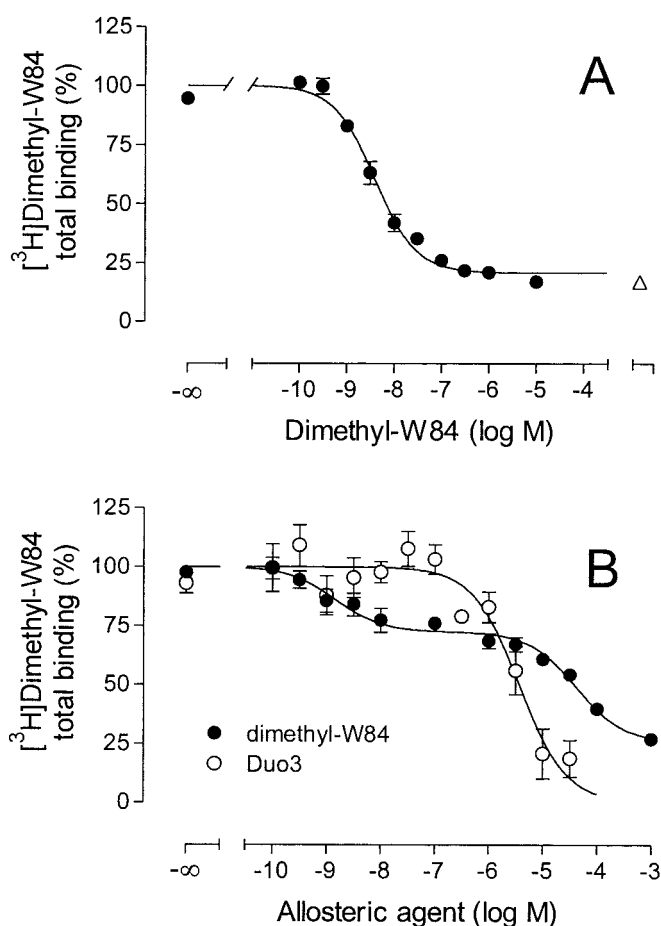 A
[³H]Dimethyl-W84
total binding (%)
125
100
75
50
25
0
-∞ -10 -9 -8 -7 -6 -5 -4
Dimethyl-W84 (log M)
B
[³H]Dimethyl-W84
total binding (%)
125
100
75
50
25
0
dimethyl-W84
Duo3
-∞ -10 -9 -8 -7 -6 -5 -4 -3
Allosteric agent (log M)